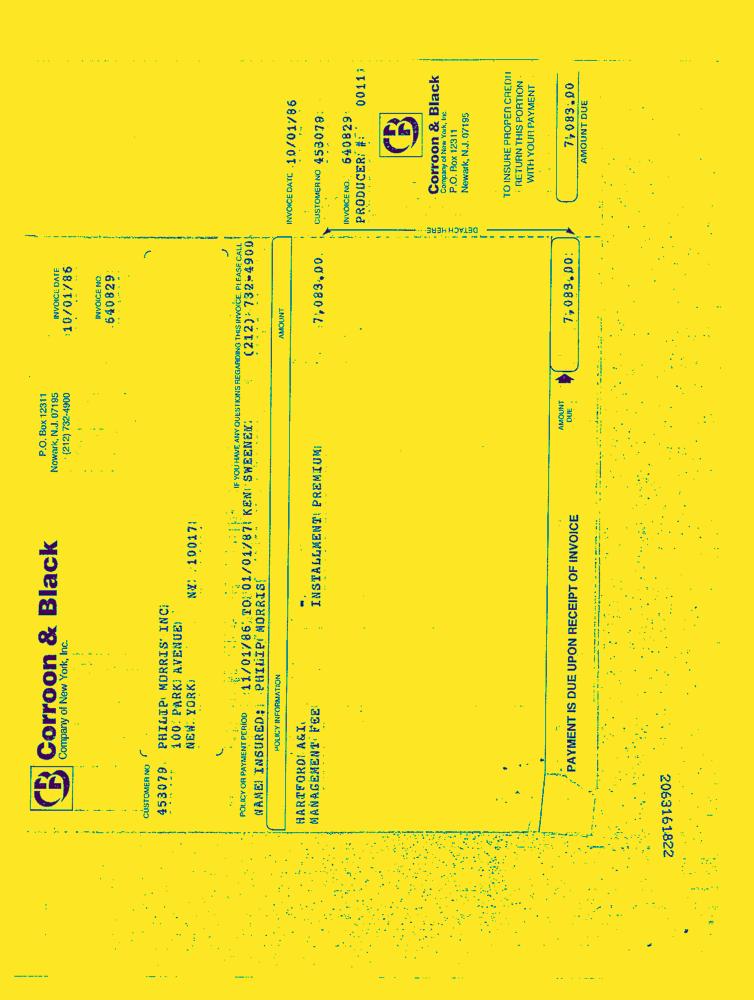 CB Corroon & Black
Company of New York, Inc.
P.O. Box 12311
Newark, N.J. 07195
(212) 732-4900
INVOICE DATE
10/01/86
INVOICE NO.
640829
CUSTOMER NO
453079 PHILIP MORRIS INC
100 PARK AVENUE
NEW YORK NY 10017
POLICY OR PAYMENT PERIOD 11/01/86 TO 01/01/87
IF YOU HAVE ANY QUESTIONS REGARDING THIS INVOICE, PLEASE CALL
KEN SWEENEY (212) 732-4900
NAME INSURED: PHILIP MORRIS
POLICY INFORMATION AMOUNT
HARTFORD A&I
MANAGEMENT FEE INSTALLMENT PREMIUM 7,083.00
PAYMENT IS DUE UPON RECEIPT OF INVOICE
AMOUNT DUE 7,083.00
DETACH HERE
INVOICE DATE 10/01/86
CUSTOMER NO 453079
INVOICE NO. 640829
PRODUCER #: 0011
CB
Corroon & Black
Company of New York, Inc
P.O. Box 12311
Newark, N.J. 07195
TO INSURE PROPER CREDIT
RETURN THIS PORTION
WITH YOUR PAYMENT
7,083.00
AMOUNT DUE
2063161822